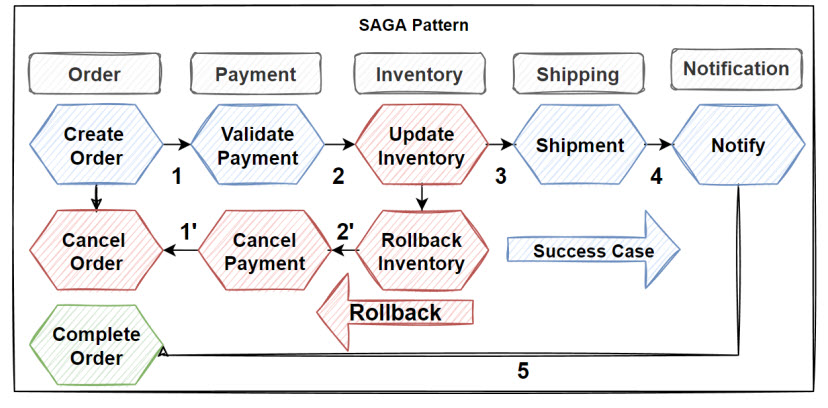 SAGA Pattern
Order
Payment
Inventory
Shipping
Notification
Create
Order
1
Validate
Payment
2
Update
Inventory
3
Shipment
4
Notify
Cancel
Order
1'
Cancel
Payment
2'
Rollback
Inventory
Success Case
Rollback
Complete
Order
5